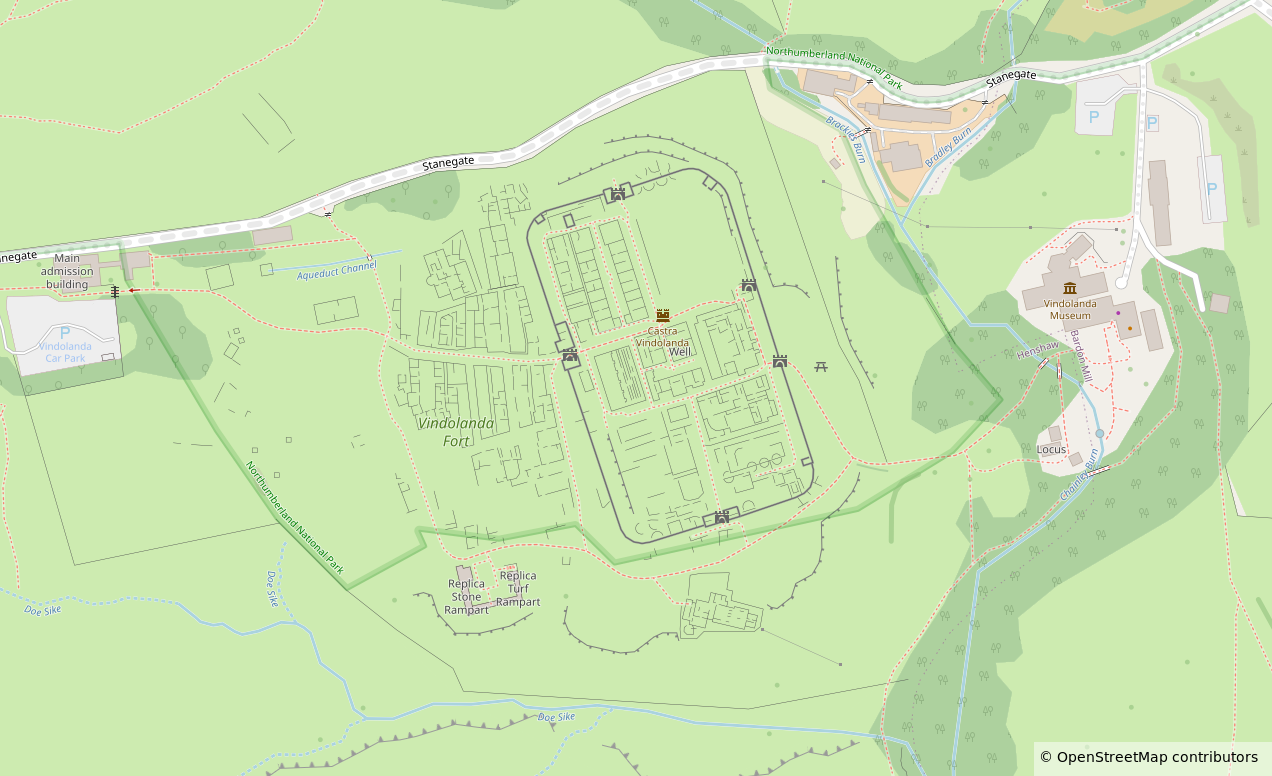 Northumberland National Park
Stanegate
Brackies Burn
Bradley Burn
P
P
P
Stanegate
anegate
Main
admission
building
Aqueduct Channel
P
Vindolanda
Car Park
Castra
Vindolanda
Well
Vindolanda
Museum
Henshaw
Bardon Mill
Vindolanda
Fort
Locus
Chainley Burn
Northumberland National Park
Replica
Stone
Rampart
Replica
Turf
Rampart
Doe Sike
Doe Sike
Doe Sike
© OpenStreetMap contributors